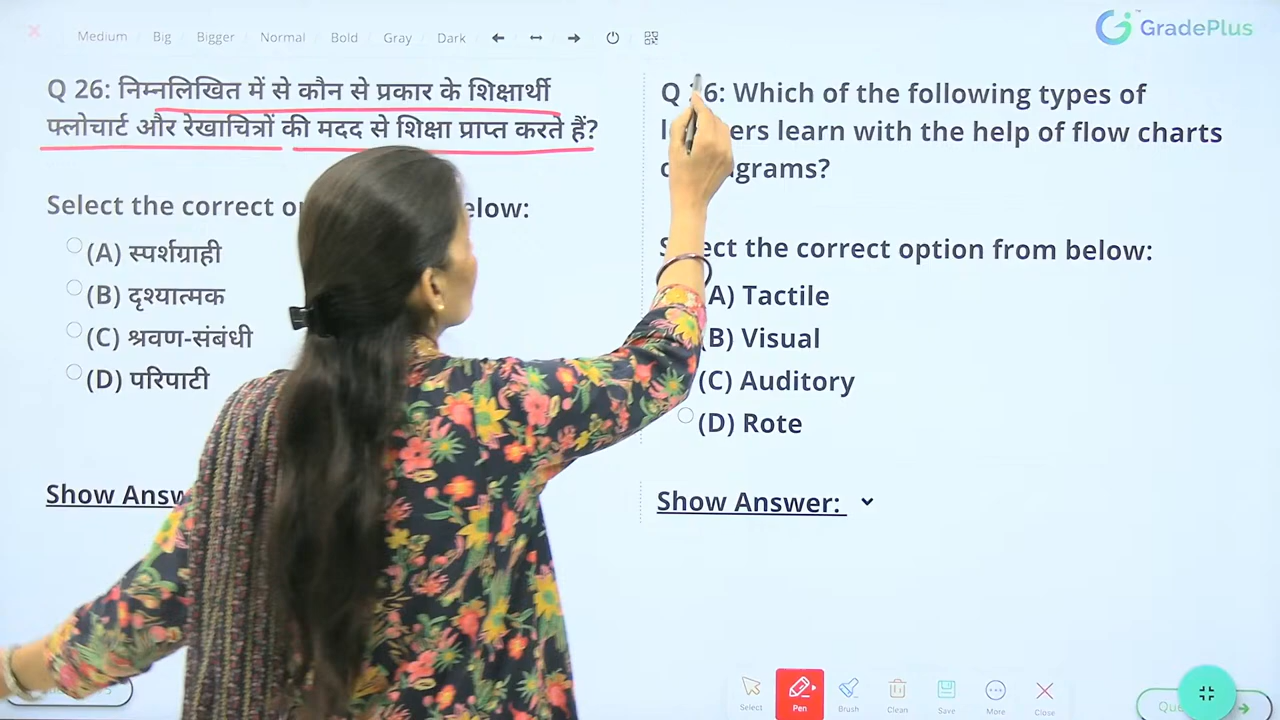 Medium Big Bigger Normal Bold Gray Dark
GradePlus
Q 26: निम्नलिखित में से कौन से प्रकार के शिक्षार्थी
फ्लोचार्ट और रेखाचित्रों की मदद से शिक्षा प्राप्त करते हैं?
Select the correct elow:
(A) स्पर्शग्राही
(B) दृश्यात्मक
(C) श्रवण-संबंधी
(D) परिपाटी
Show Answ
Q 6: Which of the following types of
ers learn with the help of flow charts
grams?
ect the correct option from below:
A) Tactile
(B) Visual
(C) Auditory
(D) Rote
Show Answer:
Select Pen Brush Clean Save More Close
Que